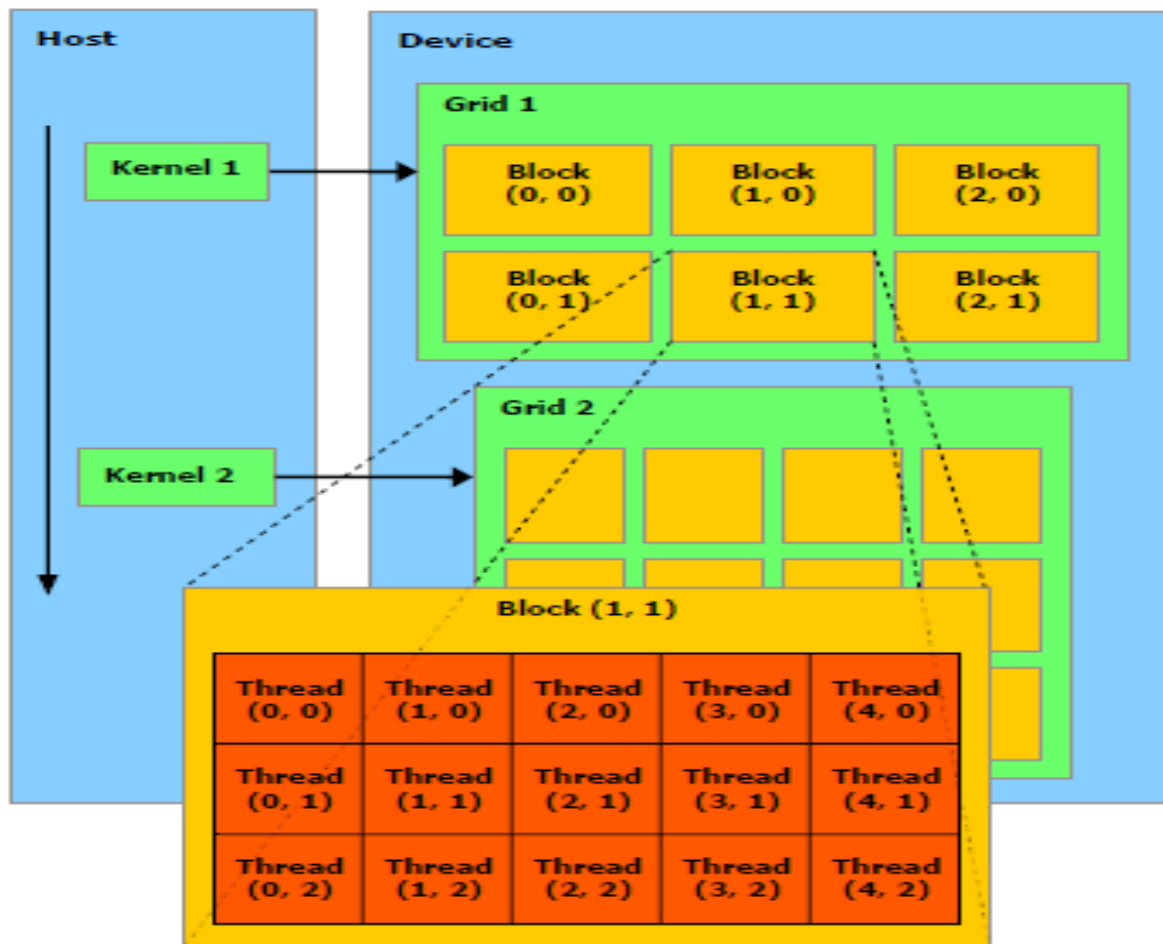 Host
Device
Grid 1
Kernel 1
Block
(0, 0)
Block
(1, 0)
Block
(2, 0)
Block
(0, 1)
Block
(1, 1)
Block
(2, 1)
Grid 2
Kernel 2
Block (1, 1)
Thread
(0, 0)
Thread
(1, 0)
Thread
(2, 0)
Thread
(3, 0)
Thread
(4, 0)
Thread
(0, 1)
Thread
(1, 1)
Thread
(2, 1)
Thread
(3, 1)
Thread
(4, 1)
Thread
(0, 2)
Thread
(1, 2)
Thread
(2, 2)
Thread
(3, 2)
Thread
(4, 2)